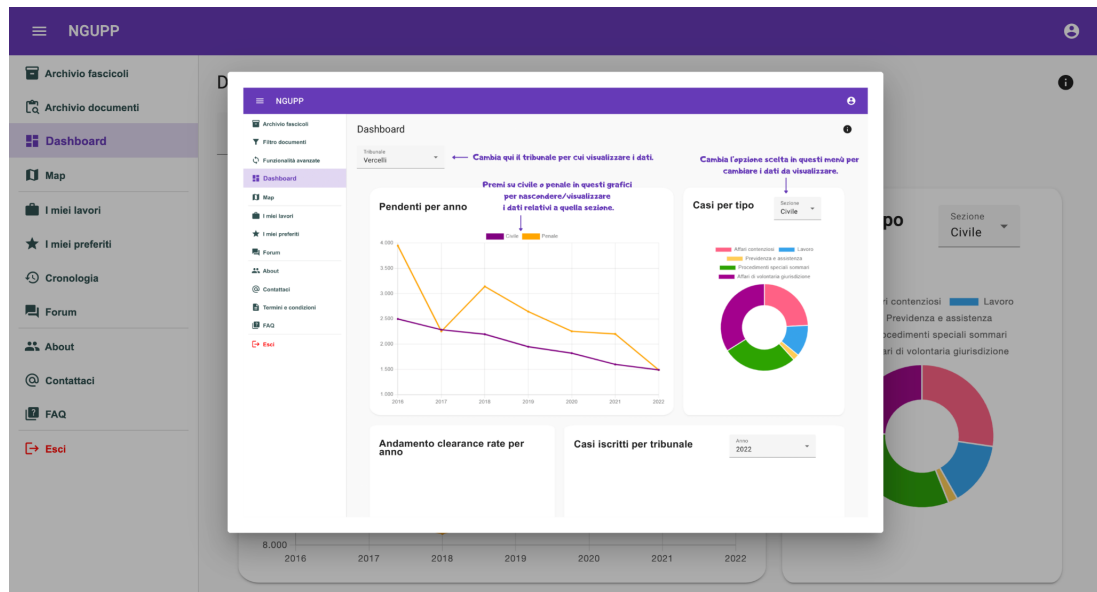 NGUPP
Archivio fascicoli
Archivio documenti
Dashboard
Map
I miei lavori
I miei preferiti
Cronologia
Forum
About
Contattaci
FAQ
Esci
D
NGUPP
Archivio fascicoli
Filtro documenti
Funzionalità avanzate
Dashboard
Map
I miei lavori
I miei preferiti
Forum
About
Contattaci
Termini e condizioni
FAQ
Esci
Dashboard
Tribunale
Vercelli
Cambia qui il tribunale per cui visualizzare i dati.
Premi su civile o penale in questi grafici
per nascondere/visualizzare
i dati relativi a quella sezione.
Cambia l'opzione scelta in questi menù per
cambiare i dati da visualizzare.
Pendenti per anno
Civile Penale
4 000
3 500
3 000
2 500
2 000
1 500
1 000
2016 2017 2018 2019 2020 2021 2022
Casi per tipo
Sezione
Civile
Affari contenziosi Lavoro
Previdenza e assistenza
Procedimenti speciali sommari
Affari di volontaria giurisdizione
Andamento clearance rate per
anno
Casi iscritti per tribunale
Anno
2022
po
Sezione
Civile
ri contenziosi Lavoro
Previdenza e assistenza
ocedimenti speciali sommari
ari di volontaria giurisdizione
8.000
2016 2017 2018 2019 2020 2021 2022